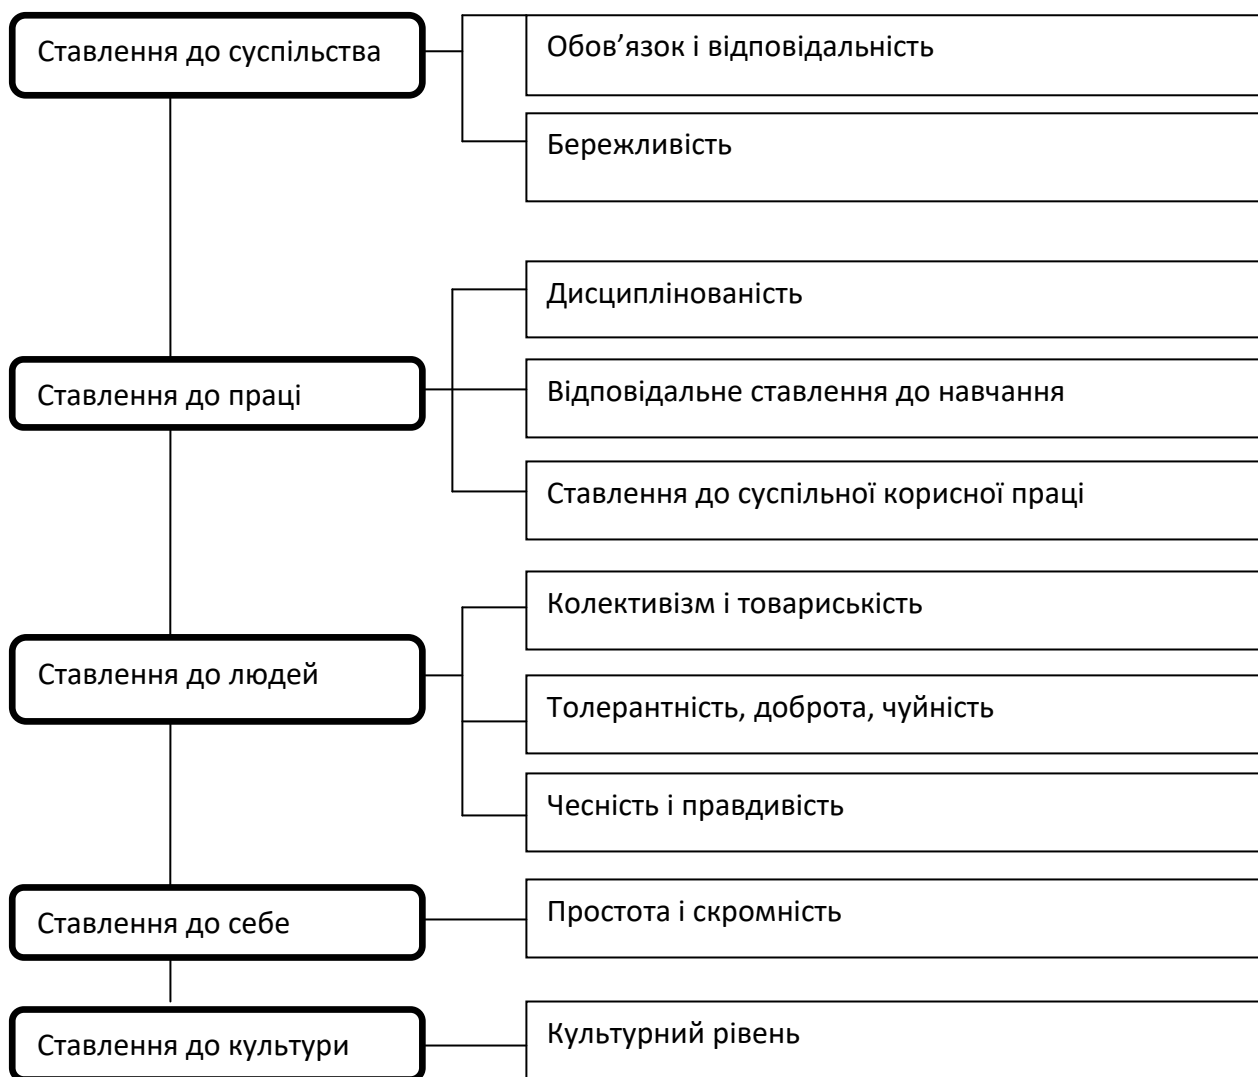 Ставлення до суспільства
Обов’язок і відповідальність
Бережливість
Дисциплінованість
Ставлення до праці
Відповідальне ставлення до навчання
Ставлення до суспільної корисної праці
Колективізм і товариськість
Ставлення до людей
Толерантність, доброта, чуйність
Чесність і правдивість
Ставлення до себе
Простота і скромність
Ставлення до культури
Культурний рівень